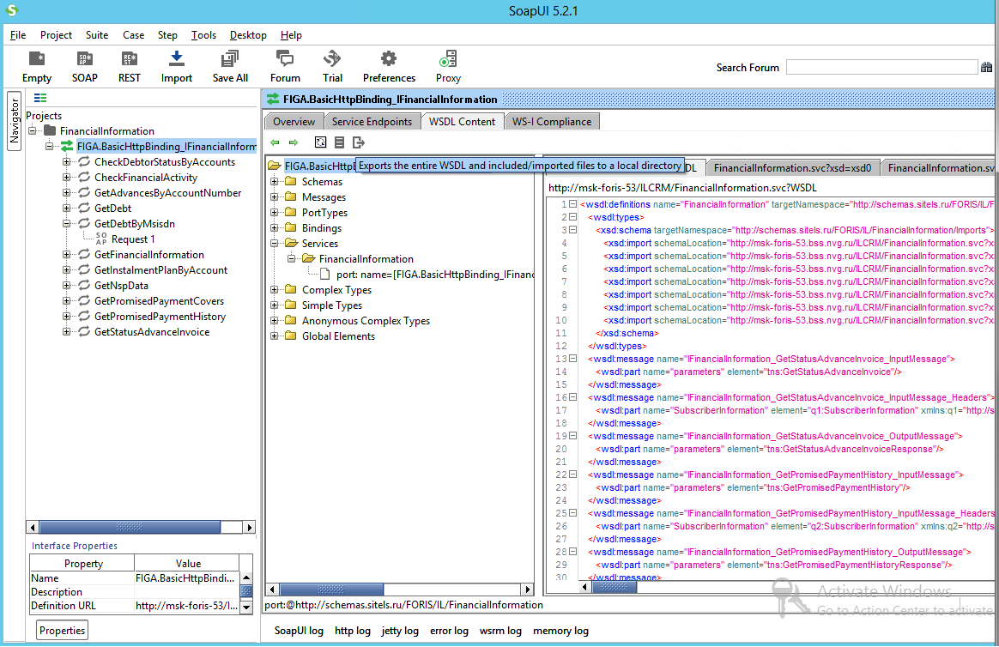 SoapUI 5.2.1
File Project Suite Case Step Tools Desktop Help
Empty SOAP REST Import Save All Forum Trial Preferences Proxy
Search Forum
Navigator
Projects
FinancialInformation
FIGA.BasicHttpBinding_IFinancialInform
CheckDebtorStatusByAccounts
CheckFinancialActivity
GetAdvancesByAccountNumber
GetDebt
GetDebtByMsisdn
Request 1
GetFinancialInformation
GetInstalmentPlanByAccount
GetNspData
GetPromisedPaymentCovers
GetPromisedPaymentHistory
GetStatusAdvanceInvoice
Interface Properties
Property Value
Name FIGA.BasicHttpBindi...
Description
Definition URL http://msk-foris-53/I...
Properties
FIGA.BasicHttpBinding_IFinancialInformation
Overview Service Endpoints WSDL Content WS-I Compliance
FIGA.BasicHttpB
Exports the entire WSDL and included/imported files to a local directory
Schemas
Messages
PortTypes
Bindings
Services
FinancialInformation
port: name=[FIGA.BasicHttpBinding_IFinanc
Complex Types
Simple Types
Anonymous Complex Types
Global Elements
DL FinancialInformation.svc?xsd=xsd0 FinancialInformation.sv
http://msk-foris-53/ILCRM/FinancialInformation.svc?WSDL
1 <wsdl:definitions name="FinancialInformation" targetNamespace="http://schemas.sitels.ru/FORIS/IL/F
2 <wsdl:types>
3 <xsd:schema targetNamespace="http://schemas.sitels.ru/FORIS/IL/FinancialInformation/Imports">
4 <xsd:import schemaLocation="http://msk-foris-53.bss.nvg.ru/ILCRM/FinancialInformation.svc?x
5 <xsd:import schemaLocation="http://msk-foris-53.bss.nvg.ru/ILCRM/FinancialInformation.svc?x
6 <xsd:import schemaLocation="http://msk-foris-53.bss.nvg.ru/ILCRM/FinancialInformation.svc?x
7 <xsd:import schemaLocation="http://msk-foris-53.bss.nvg.ru/ILCRM/FinancialInformation.svc?x
8 <xsd:import schemaLocation="http://msk-foris-53.bss.nvg.ru/ILCRM/FinancialInformation.svc?x
9 <xsd:import schemaLocation="http://msk-foris-53.bss.nvg.ru/ILCRM/FinancialInformation.svc?x
10 <xsd:import schemaLocation="http://msk-foris-53.bss.nvg.ru/ILCRM/FinancialInformation.svc?x
11 </xsd:schema>
12 </wsdl:types>
13 <wsdl:message name="IFinancialInformation_GetStatusAdvanceInvoice_InputMessage">
14 <wsdl:part name="parameters" element="tns:GetStatusAdvanceInvoice"/>
15 </wsdl:message>
16 <wsdl:message name="IFinancialInformation_GetStatusAdvanceInvoice_InputMessage_Headers">
17 <wsdl:part name="SubscriberInformation" element="q1:SubscriberInformation" xmlns:q1="http://s
18 </wsdl:message>
19 <wsdl:message name="IFinancialInformation_GetStatusAdvanceInvoice_OutputMessage">
20 <wsdl:part name="parameters" element="tns:GetStatusAdvanceInvoiceResponse"/>
21 </wsdl:message>
22 <wsdl:message name="IFinancialInformation_GetPromisedPaymentHistory_InputMessage">
23 <wsdl:part name="parameters" element="tns:GetPromisedPaymentHistory"/>
24 </wsdl:message>
25 <wsdl:message name="IFinancialInformation_GetPromisedPaymentHistory_InputMessage_Headers
26 <wsdl:part name="SubscriberInformation" element="q2:SubscriberInformation" xmlns:q2="http://s
27 </wsdl:message>
28 <wsdl:message name="IFinancialInformation_GetPromisedPaymentHistory_OutputMessage">
29 <wsdl:part name="parameters" element="tns:GetPromisedPaymentHistoryResponse"/>
30 </wsdl:message>
port:@http://schemas.sitels.ru/FORIS/IL/FinancialInformation
Activate Windows
Go to Action Center to activate
SoapUI log http log jetty log error log wsrm log memory log